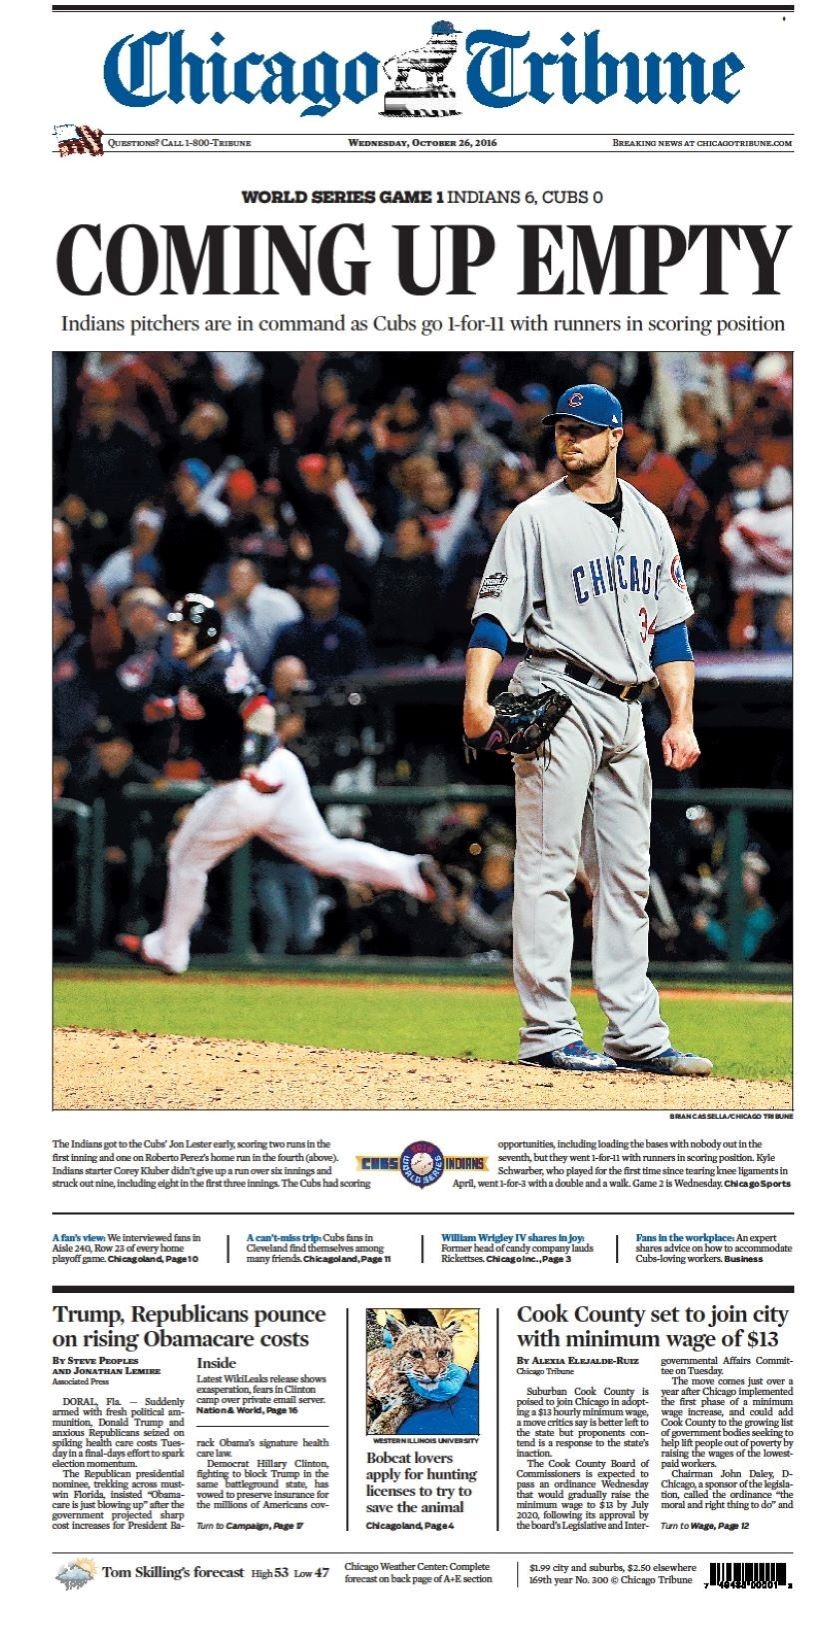 Chicago Tribune
QUESTIONS? CALL 1-800-TRIBUNE
WEDNESDAY, OCTOBER 26, 2016
BREAKING NEWS AT CHICAGOTRIBUNE.COM
WORLD SERIES GAME 1 INDIANS 6, CUBS 0
COMING UP EMPTY
Indians pitchers are in command as Cubs go 1-for-11 with runners in scoring position
C
CHICAGO
34
BRIAN CASSELLA/CHICAGO TRIBUNE
The Indians got to the Cubs' Jon Lester early, scoring two runs in the
first inning and one on Roberto Perez's home run in the fourth (above).
Indians starter Corey Kluber didn't give up a run over six innings and
struck out nine, including eight in the first three innings. The Cubs had scoring
CUBS
2016
WORLD SERIES
INDIANS
opportunities, including loading the bases with nobody out in the
seventh, but they went 1-for-11 with runners in scoring position. Kyle
Schwarber, who played for the first time since tearing knee ligaments in
April, went 1-for-3 with a double and a walk. Game 2 is Wednesday. Chicago Sports
A fan's view: We interviewed fans in
Aisle 240, Row 23 of every home
playoff game. Chicagoland, Page 10
A can't-miss trip: Cubs fans in
Cleveland find themselves among
many friends. Chicagoland, Page 11
William Wrigley IV shares in joy:
Former head of candy company lauds
Rickettses. Chicago Inc., Page 3
Fans in the workplace: An expert
shares advice on how to accommodate
Cubs-loving workers. Business
Trump, Republicans pounce
on rising Obamacare costs
BY STEVE PEOPLES
AND JONATHAN LEMIRE
Associated Press
DORAL, Fla. — Suddenly
armed with fresh political am-
munition, Donald Trump and
anxious Republicans seized on
spiking health care costs Tues-
day in a final-days effort to spark
election momentum.
The Republican presidential
nominee, trekking across must-
win Florida, insisted "Obama-
care is just blowing up" after the
government projected sharp
cost increases for President Ba-
Inside
Latest WikiLeaks release shows
exasperation, fears in Clinton
camp over private email server.
Nation & World, Page 16
rack Obama's signature health
care law.
Democrat Hillary Clinton,
fighting to block Trump in the
same battleground state, has
vowed to preserve insurance for
the millions of Americans cov-
Turn to Campaign, Page 17
WESTERN ILLINOIS UNIVERSITY
Bobcat lovers
apply for hunting
licenses to try to
save the animal
Chicagoland, Page 4
Cook County set to join city
with minimum wage of $13
BY ALEXIA ELEJALDE-RUIZ
Chicago Tribune
Suburban Cook County is
poised to join Chicago in adopt-
ing a $13 hourly minimum wage,
a move critics say is better left to
the state but proponents con-
tend is a response to the state's
inaction.
The Cook County Board of
Commissioners is expected to
pass an ordinance Wednesday
that would gradually raise the
minimum wage to $13 by July
2020, following its approval by
the board's Legislative and Inter-
governmental Affairs Commit-
tee on Tuesday.
The move comes just over a
year after Chicago implemented
the first phase of a minimum
wage increase, and could add
Cook County to the growing list
of government bodies seeking to
help lift people out of poverty by
raising the wages of the lowest-
paid workers.
Chairman John Daley, D-
Chicago, a sponsor of the legisla-
tion, called the ordinance "the
moral and right thing to do" and
Turn to Wage, Page 12
Tom Skilling's forecast High 53 Low 47
Chicago Weather Center: Complete
forecast on back page of A+E section
$1.99 city and suburbs, $2.50 elsewhere
169th year No. 300 © Chicago Tribune